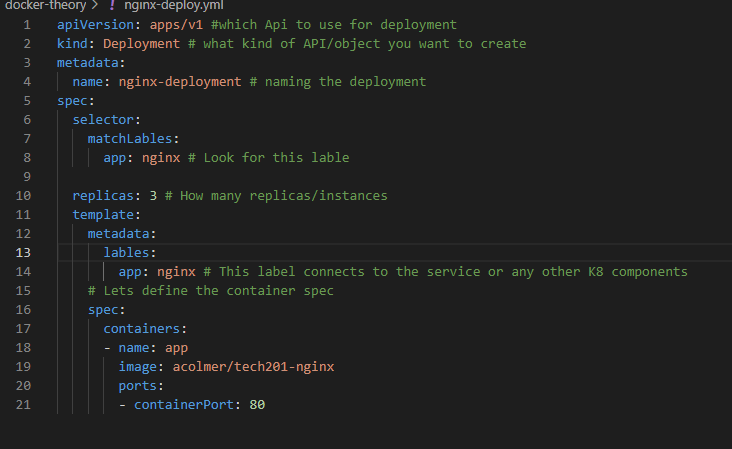 docker-theory > ! nginx-deploy.yml
1 apiVersion: apps/v1 #which Api to use for deployment
2 kind: Deployment # what kind of API/object you want to create
3 metadata:
4   name: nginx-deployment # naming the deployment
5 spec:
6   selector:
7     matchLables:
8       app: nginx # Look for this lable
9
10   replicas: 3 # How many replicas/instances
11   template:
12     metadata:
13       lables:
14         app: nginx # This label connects to the service or any other K8 components
15     # Lets define the container spec
16     spec:
17       containers:
18       - name: app
19         image: acolmer/tech201-nginx
20         ports:
21         - containerPort: 80